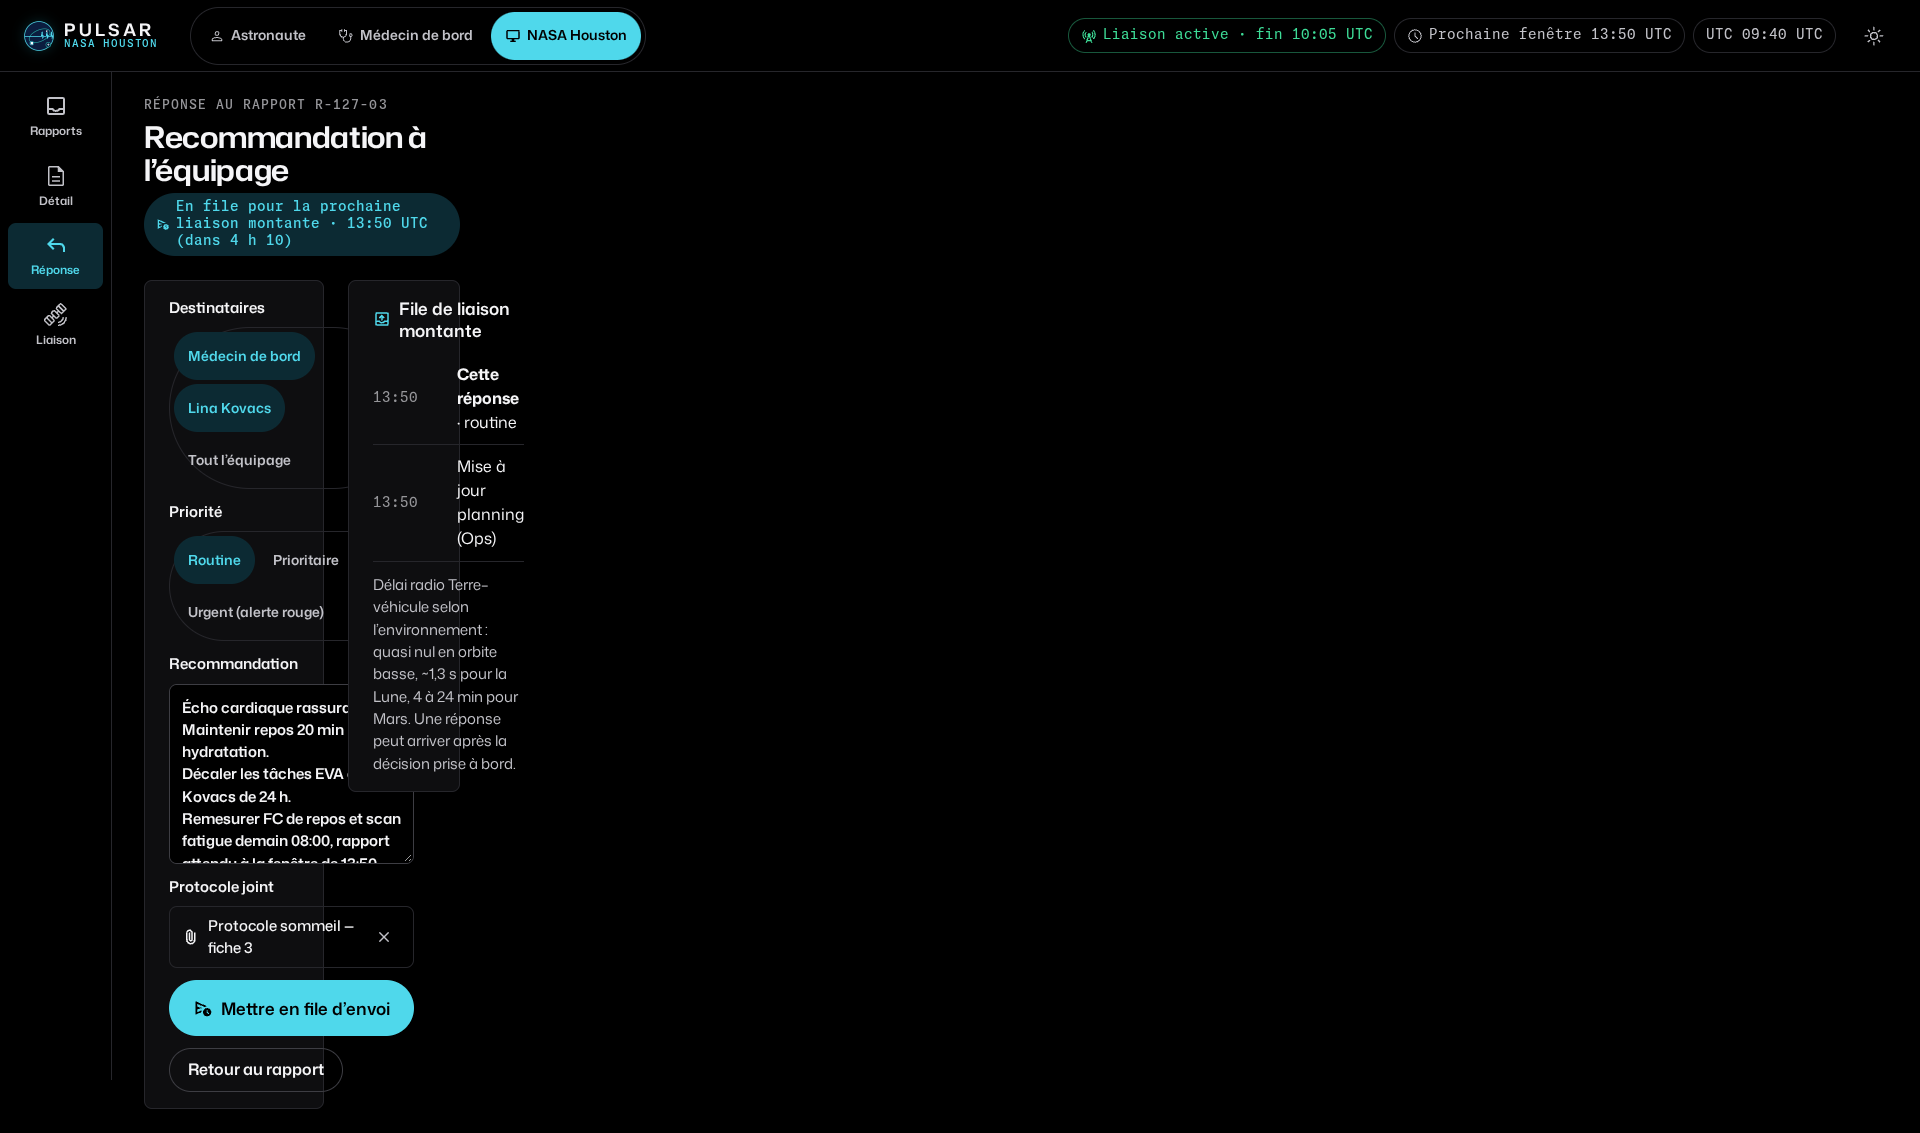 PULSAR
NASA HOUSTON
Astronaute
Médecin de bord
NASA Houston
Liaison active · fin 10:05 UTC
Prochaine fenêtre 13:50 UTC
UTC 09:40 UTC
Rapports
Détail
Réponse
Liaison
RÉPONSE AU RAPPORT R-127-03
Recommandation à
l’équipage
En file pour la prochaine
liaison montante · 13:50 UTC
(dans 4 h 10)
Destinataires
Médecin de bord
Lina Kovacs
Tout l’équipage
Priorité
Routine
Prioritaire
Urgent (alerte rouge)
Recommandation
Écho cardiaque
Maintenir repos 20 min
hydratation.
Décaler les tâches EVA
Kovacs de 24 h.
Remesurer FC de repos et scan
fatigue demain 08:00, rapport
attendu à la fenêtre de 13:50
Protocole joint
Protocole sommeil —
fiche 3
Mettre en file d’envoi
Retour au rapport
File de liaison
montante
13:50
Cette
réponse
· routine
13:50
Mise à
jour
planning
(Ops)
Délai radio Terre–
véhicule selon
l’environnement :
quasi nul en orbite
basse, ~1,3 s pour la
Lune, 4 à 24 min pour
Mars. Une réponse
peut arriver après la
décision prise à bord.